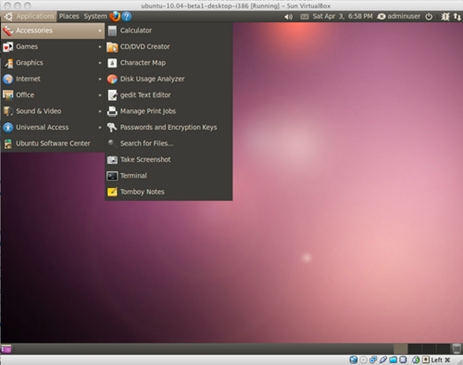 ubuntu-10.04-beta1-desktop-i386 [Running] – Sun VirtualBox
Applications Places System Sat Apr 3, 6:58 PM adminuser
Accessories
Games
Graphics
Internet
Office
Sound & Video
Universal Access
Ubuntu Software Center
Calculator
CD/DVD Creator
Character Map
Disk Usage Analyzer
gedit Text Editor
Manage Print Jobs
Passwords and Encryption Keys
Search for Files...
Take Screenshot
Terminal
Tomboy Notes
Left ⌘